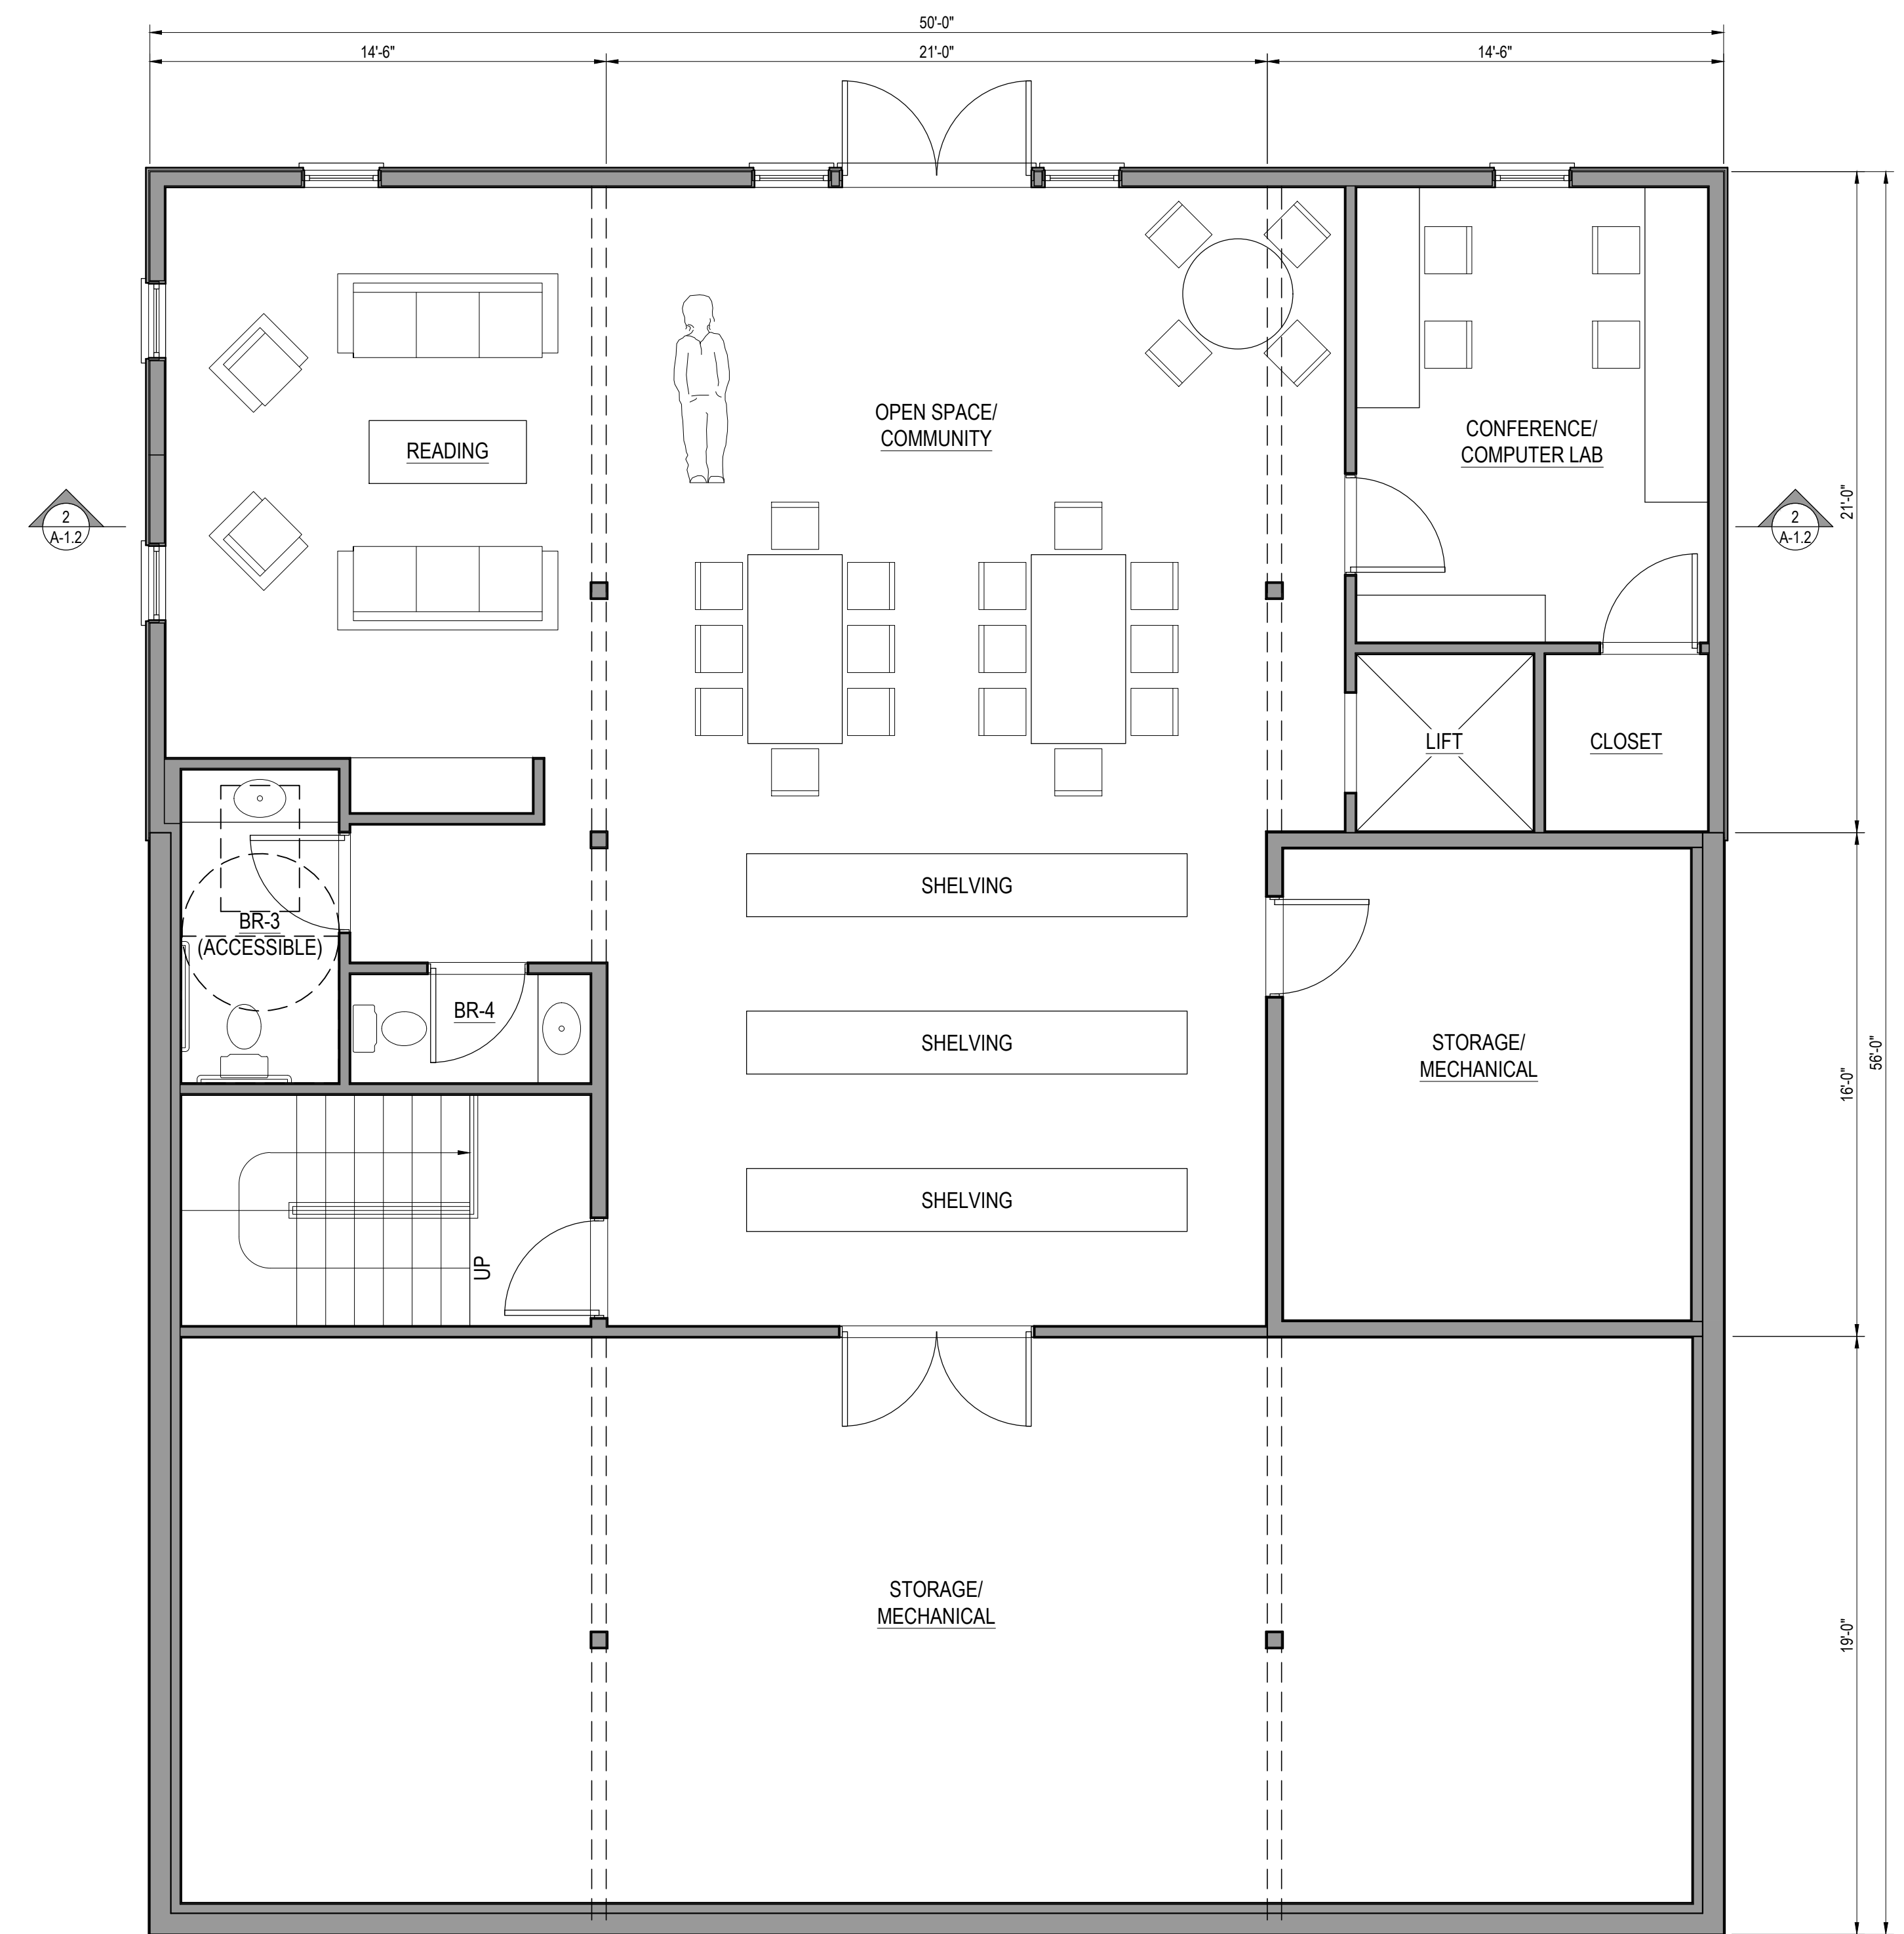 50'-0"
14'-6"
21'-0"
14'-6"
OPEN SPACE/
COMMUNITY
READING
CONFERENCE/
COMPUTER LAB
2
A-1.2
2
A-1.2
21'-0"
LIFT
CLOSET
SHELVING
BR-3
(ACCESSIBLE)
BR-4
SHELVING
STORAGE/
MECHANICAL
16'-0"
56'-0"
SHELVING
UP
STORAGE/
MECHANICAL
19'-0"